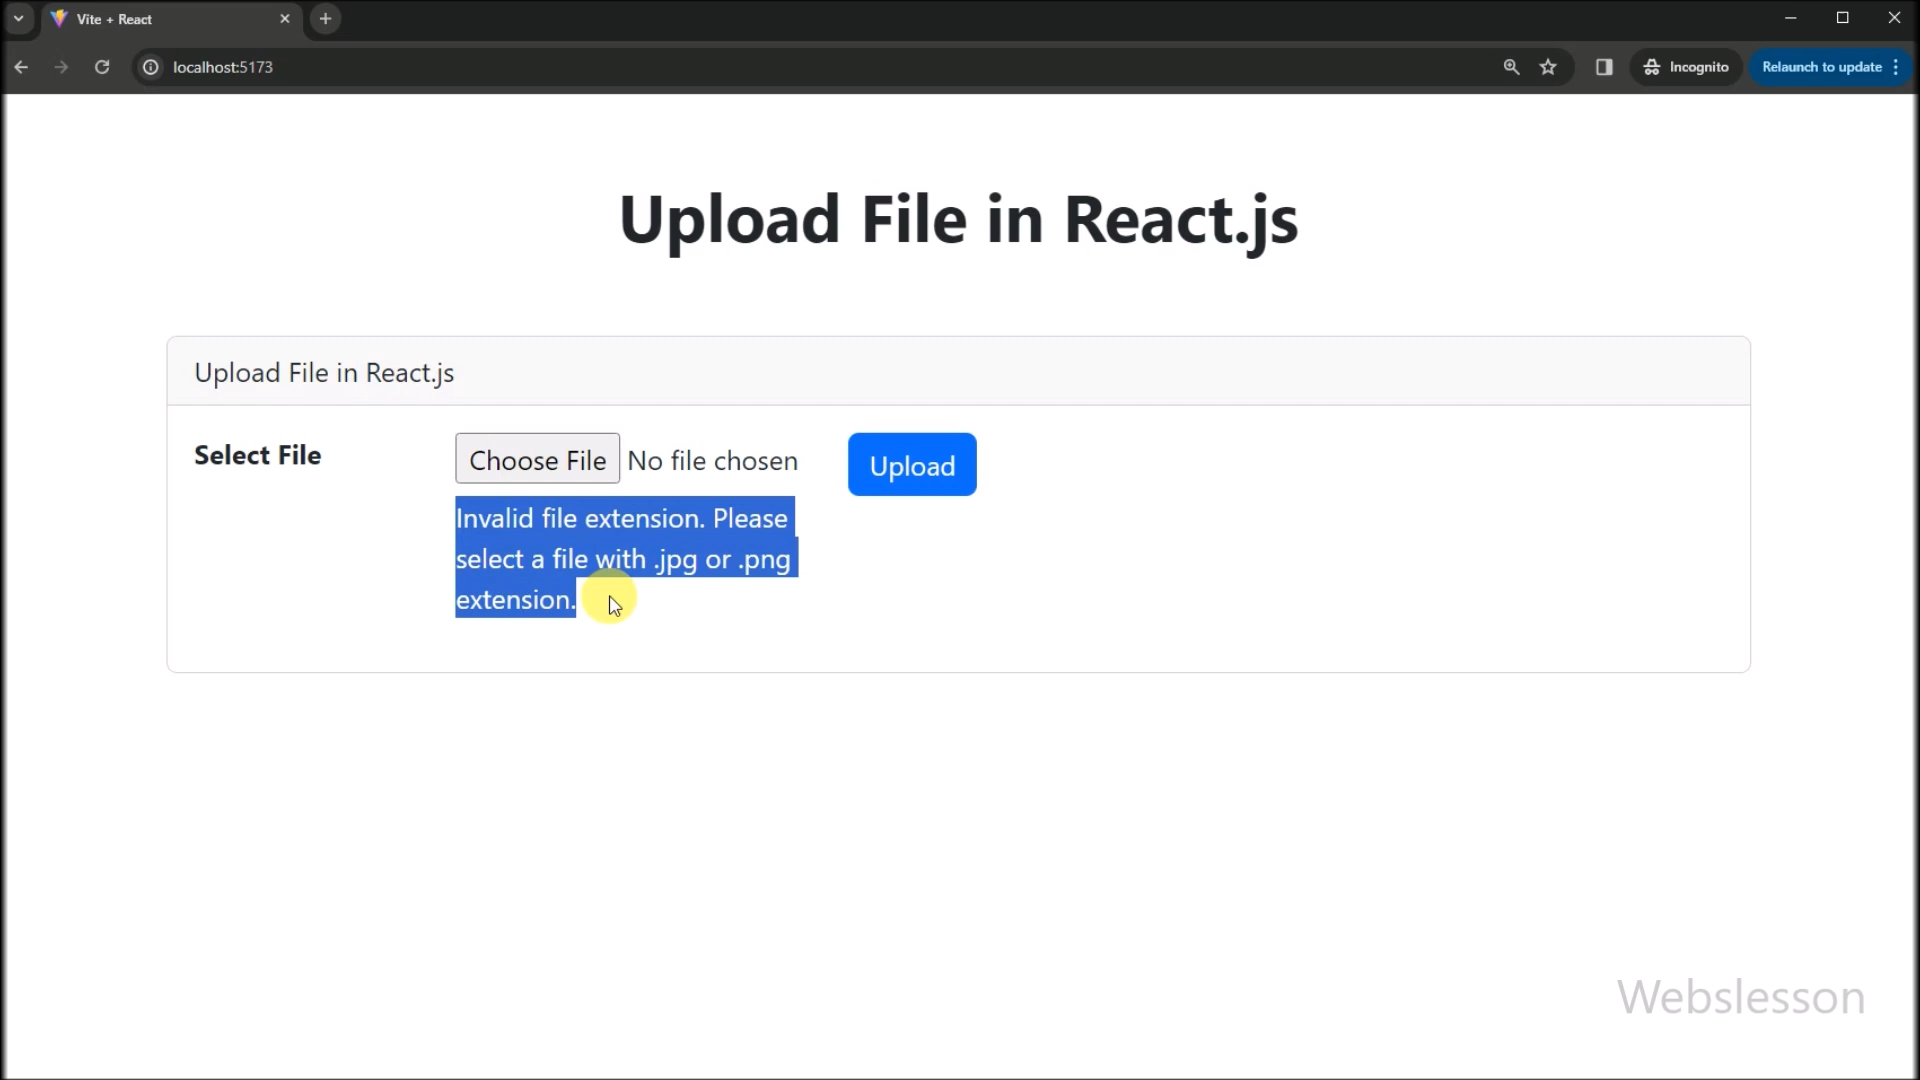 Vite + React
localhost:5173
Incognito
Relaunch to update
Upload File in React.js
Upload File in React.js
Select File
Choose File No file chosen
Upload
Invalid file extension. Please
select a file with .jpg or .png
extension.
Webslesson